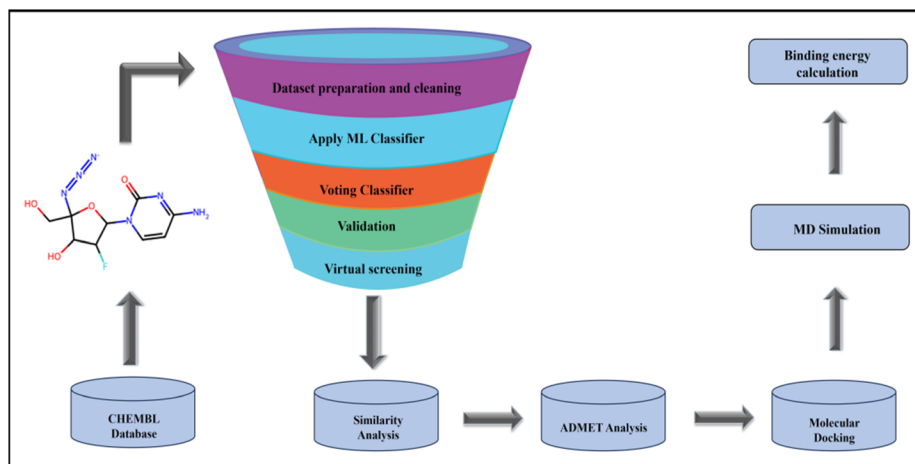 N⁻
N
N
HO
O
O
N
N
NH₂
HO
F
Dataset preparation and cleaning
Apply ML Classifier
Voting Classifier
Validation
Virtual screening
CHEMBL
Database
Similarity
Analysis
ADMET Analysis
Molecular
Docking
MD Simulation
Binding energy
calculation